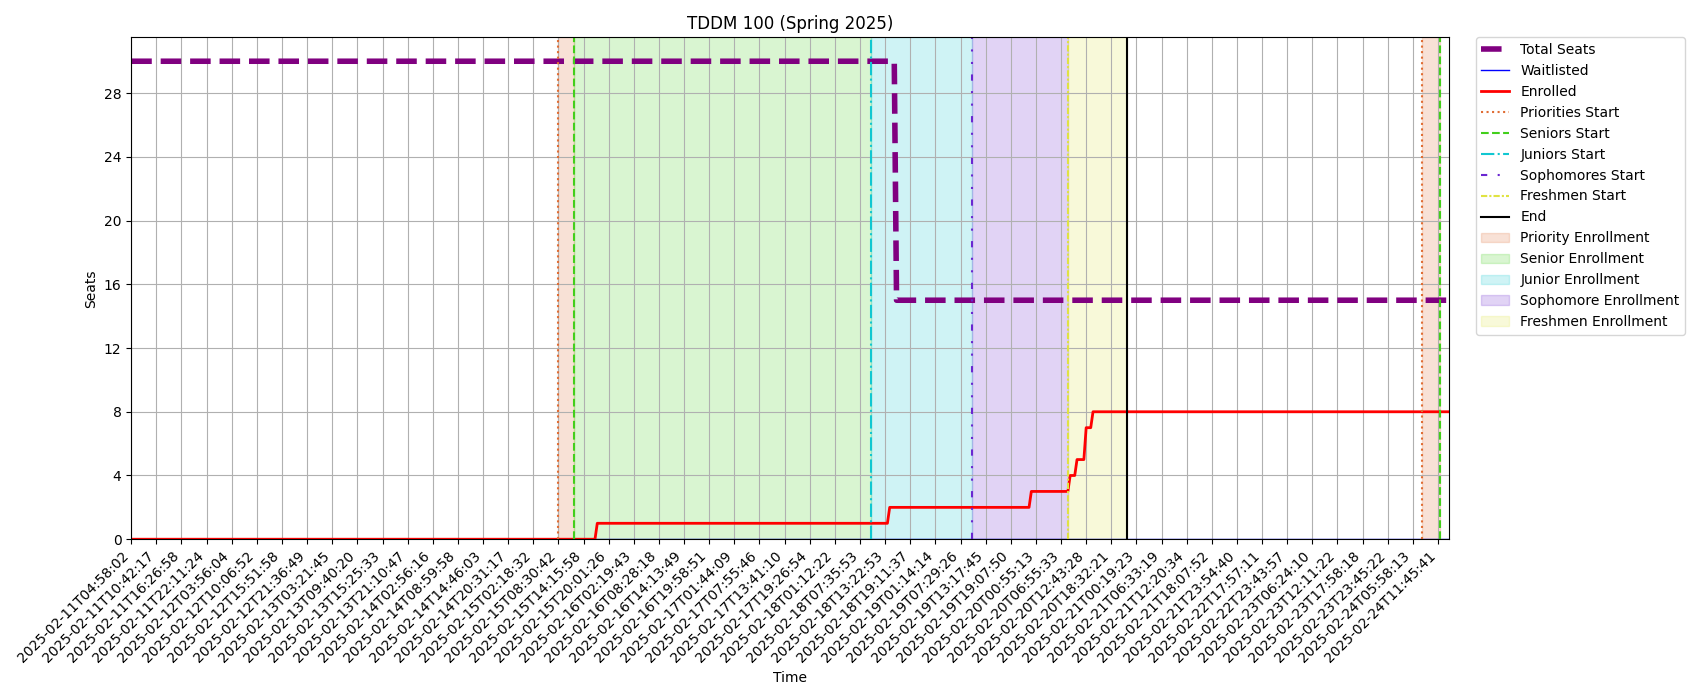 TDDM 100 (Spring 2025)
Total Seats
Waitlisted
Enrolled
Priorities Start
Seniors Start
Juniors Start
Sophomores Start
Freshmen Start
End
Priority Enrollment
Senior Enrollment
Junior Enrollment
Sophomore Enrollment
Freshmen Enrollment
Seats
28
24
20
16
12
8
4
0
2025-02-11T04:58:02
2025-02-11T10:42:17
2025-02-11T16:26:58
2025-02-11T22:11:24
2025-02-12T03:56:04
2025-02-12T10:06:52
2025-02-12T15:51:58
2025-02-12T21:36:49
2025-02-13T03:21:45
2025-02-13T09:40:20
2025-02-13T15:25:33
2025-02-13T21:10:47
2025-02-14T02:56:16
2025-02-14T08:59:58
2025-02-14T14:46:03
2025-02-14T20:31:17
2025-02-15T02:18:32
2025-02-15T08:30:42
2025-02-15T14:15:58
2025-02-15T20:01:26
2025-02-16T02:19:43
2025-02-16T08:28:18
2025-02-16T14:13:49
2025-02-16T19:58:51
2025-02-17T01:44:09
2025-02-17T07:55:46
2025-02-17T13:41:10
2025-02-17T19:26:54
2025-02-18T01:12:22
2025-02-18T07:35:53
2025-02-18T13:22:53
2025-02-18T19:11:37
2025-02-19T01:14:14
2025-02-19T07:29:26
2025-02-19T13:17:45
2025-02-19T19:07:50
2025-02-20T00:55:13
2025-02-20T06:55:33
2025-02-20T12:43:28
2025-02-20T18:32:21
2025-02-21T00:19:23
2025-02-21T06:33:19
2025-02-21T12:20:34
2025-02-21T18:07:52
2025-02-21T23:54:40
2025-02-22T17:57:11
2025-02-22T23:43:57
2025-02-23T06:24:10
2025-02-23T12:11:22
2025-02-23T17:58:18
2025-02-23T23:45:22
2025-02-24T05:58:13
2025-02-24T11:45:41
Time